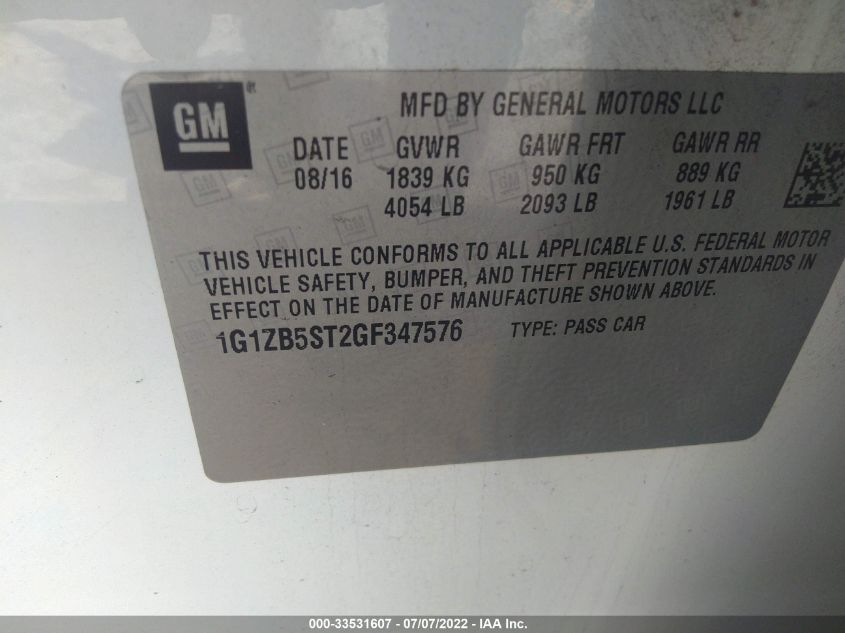 GM
MFD BY GENERAL MOTORS LLC
DATE GVWR GAWR FRT GAWR RR
08/16 1839 KG 950 KG 889 KG
4054 LB 2093 LB 1961 LB
THIS VEHICLE CONFORMS TO ALL APPLICABLE U.S. FEDERAL MOTOR
VEHICLE SAFETY, BUMPER, AND THEFT PREVENTION STANDARDS IN
EFFECT ON THE DATE OF MANUFACTURE SHOWN ABOVE.
1G1ZB5ST2GF347576 TYPE: PASS CAR
000-33531607 - 07/07/2022 - IAA Inc.